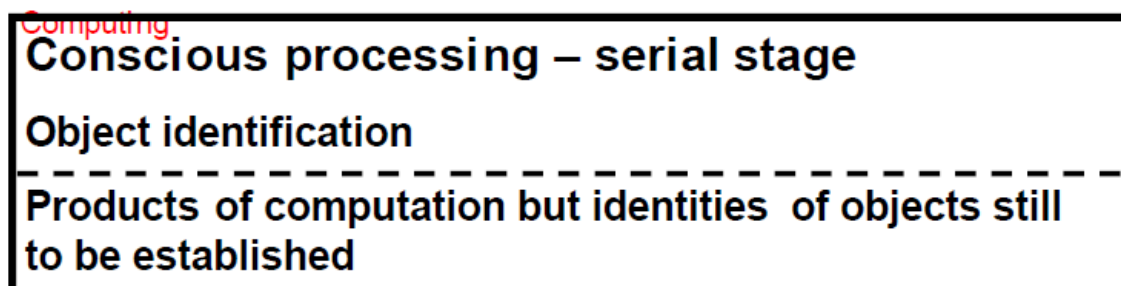 Computing
Conscious processing – serial stage
Object identification
Products of computation but identities of objects still
to be established